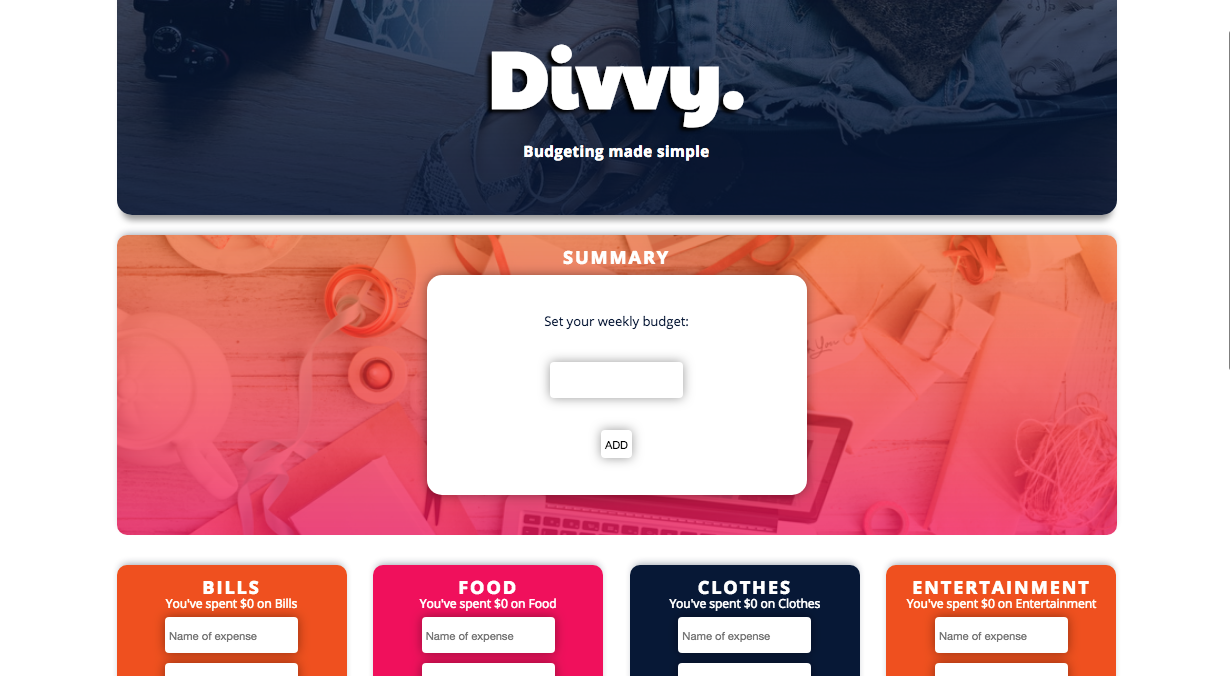 Divvy.
Budgeting made simple
SUMMARY
Set your weekly budget:
ADD
BILLS
You've spent $0 on Bills
Name of expense
FOOD
You've spent $0 on Food
Name of expense
CLOTHES
You've spent $0 on Clothes
Name of expense
ENTERTAINMENT
You've spent $0 on Entertainment
Name of expense